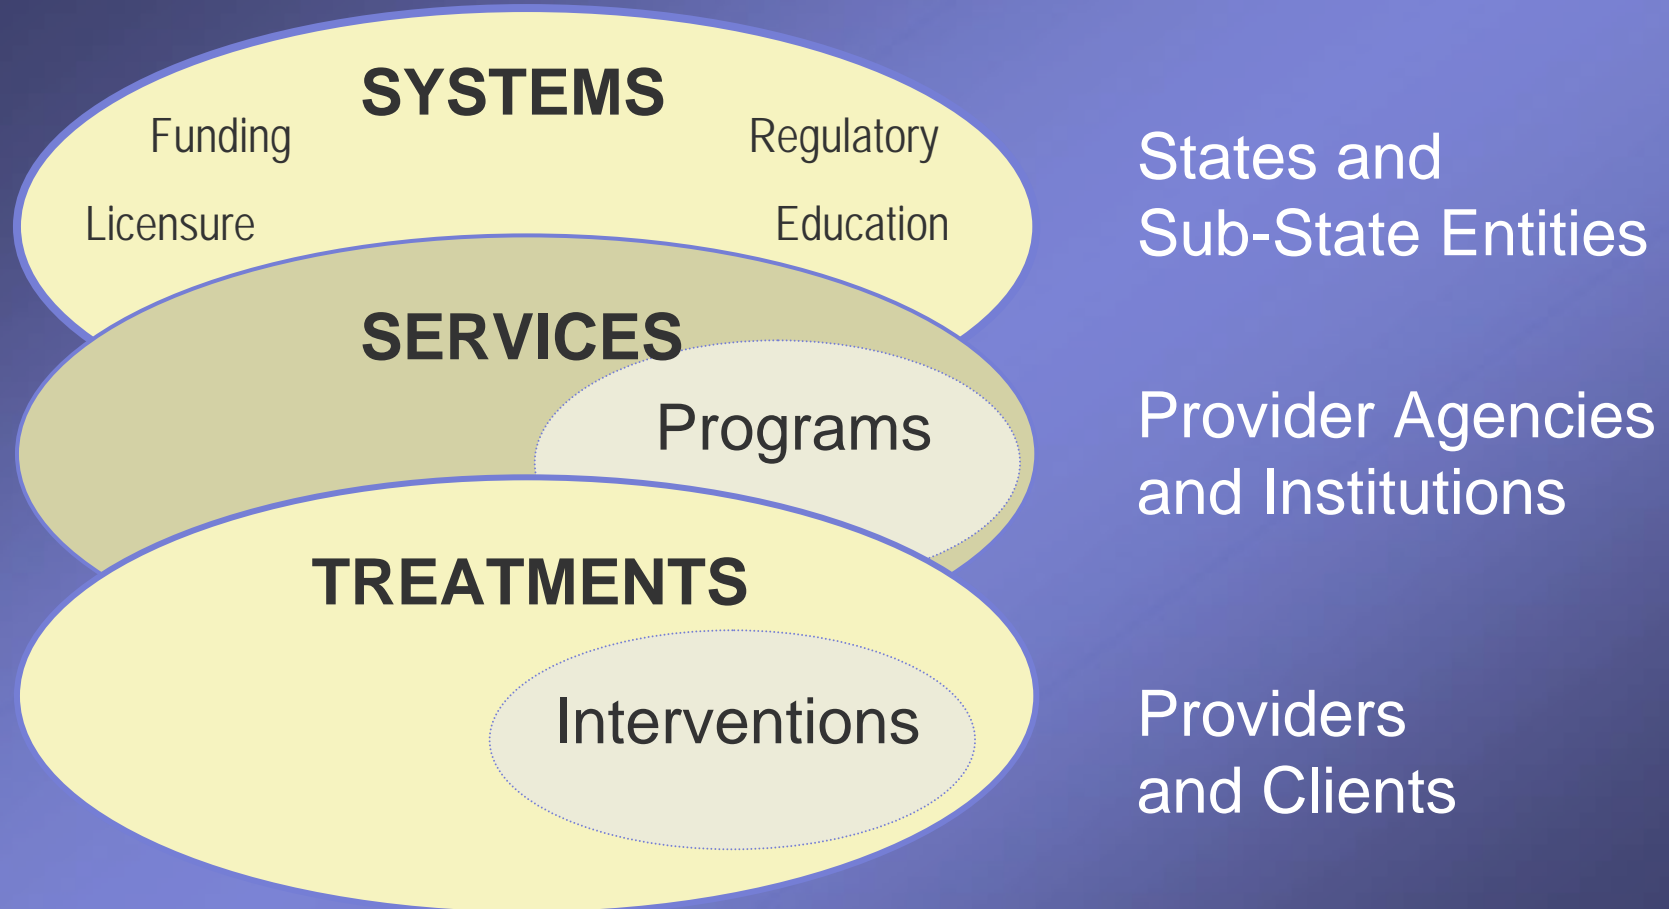 SYSTEMS
Funding
Regulatory
Licensure
Education
States and
Sub-State Entities
SERVICES
Programs
Provider Agencies
and Institutions
TREATMENTS
Interventions
Providers
and Clients